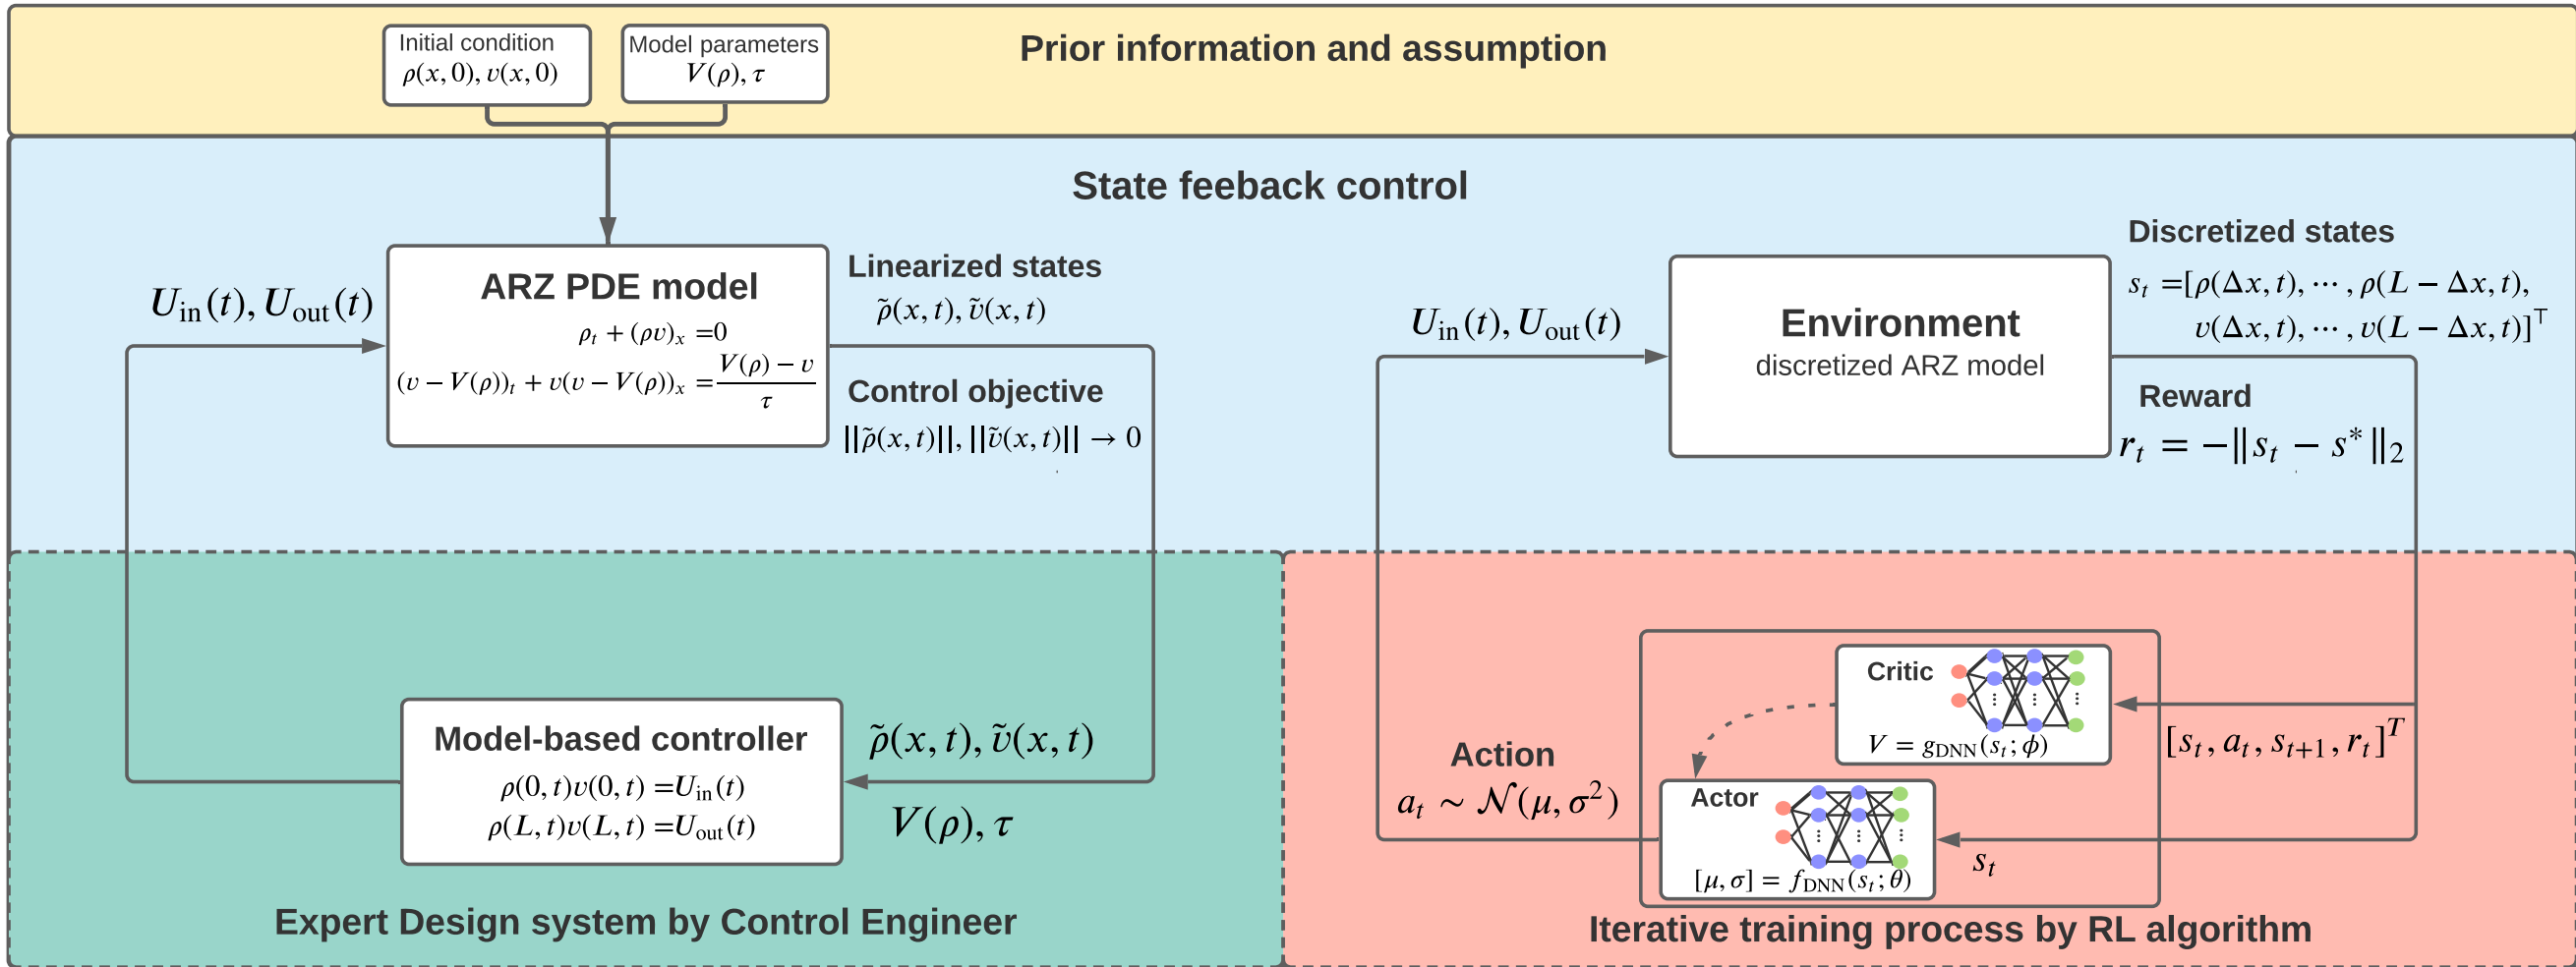 Prior information and assumption
Initial condition
ρ(x, 0), v(x, 0)
Model parameters
V(ρ), τ
State feeback control
U_in(t), U_out(t)
ARZ PDE model
ρ_t + (ρv)_x =0
(v − V(ρ))_t + v(v − V(ρ))_x = (V(ρ) − v)/τ
Linearized states
ρ̃(x, t), ṽ(x, t)
Control objective
||ρ̃(x, t)||, ||ṽ(x, t)|| → 0
Model-based controller
ρ(0, t)v(0, t) =U_in(t)
ρ(L, t)v(L, t) =U_out(t)
ρ̃(x, t), ṽ(x, t)
V(ρ), τ
Expert Design system by Control Engineer
U_in(t), U_out(t)
Environment
discretized ARZ model
Discretized states
s_t =[ρ(Δx, t), ⋯ , ρ(L − Δx, t),
v(Δx, t), ⋯ , v(L − Δx, t)]^⊤
Reward
r_t = −‖s_t − s*‖_2
Critic
V = g_DNN(s_t; ϕ)
[s_t, a_t, s_{t+1}, r_t]^T
Action
a_t ∼ 𝒩(μ, σ²)
Actor
[μ, σ] = f_DNN(s_t; θ)
s_t
Iterative training process by RL algorithm